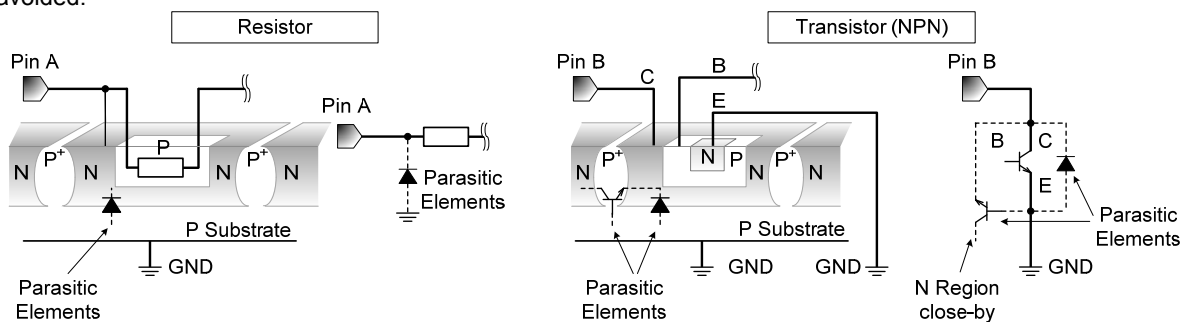 avoided.
Resistor
Transistor (NPN)
Pin A
Pin A
N
P+
N
P
N
P+
N
Parasitic
Elements
P Substrate
GND
Parasitic
Elements
Pin B
C
B
E
N
P+
N
N
P
N
P+
N
P Substrate
GND
GND
Parasitic
Elements
Pin B
B
C
E
Parasitic
Elements
GND
N Region
close-by